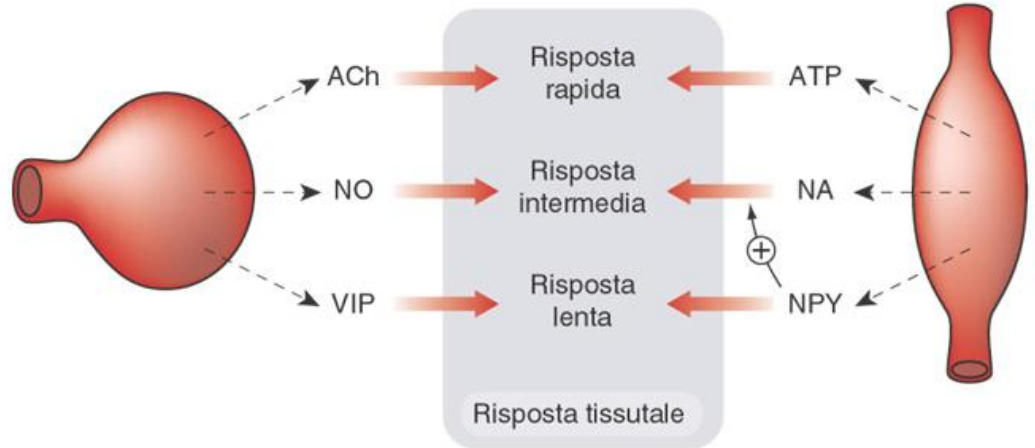 ACh
Risposta
rapida
ATP
NO
Risposta
intermedia
NA
+
VIP
Risposta
lenta
NPY
Risposta tissutale